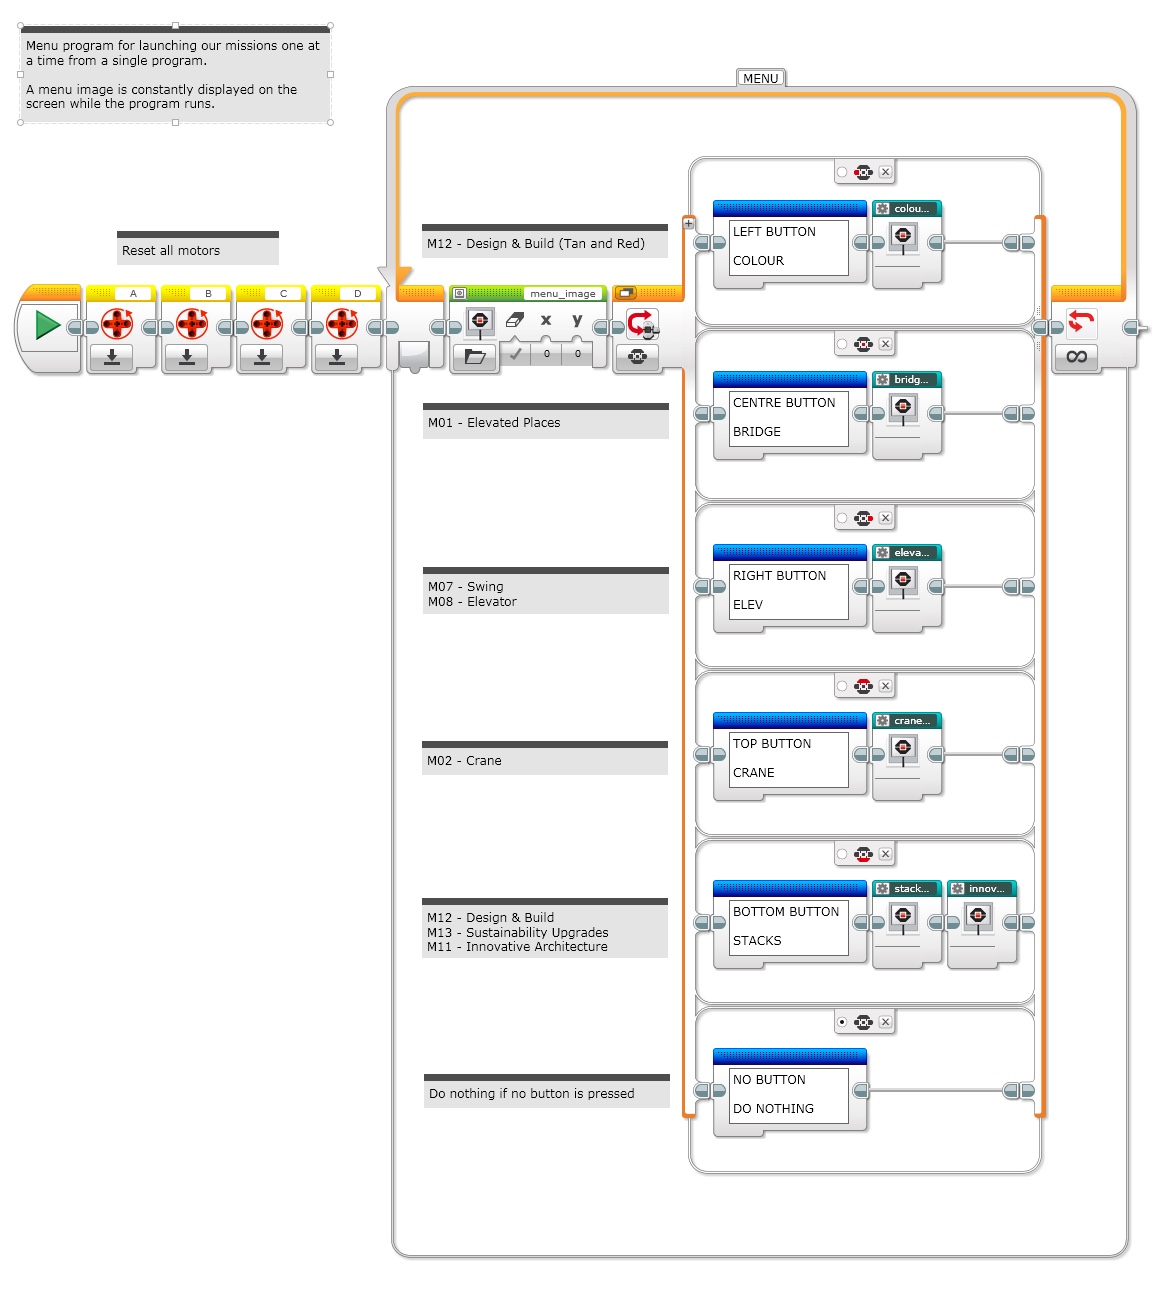 Menu program for launching our missions one at
a time from a single program.
A menu image is constantly displayed on the
screen while the program runs.
MENU
Reset all motors
A
B
C
D
menu_image
x
y
0
0
M12 - Design & Build (Tan and Red)
LEFT BUTTON
COLOUR
colou...
M01 - Elevated Places
CENTRE BUTTON
BRIDGE
bridg...
M07 - Swing
M08 - Elevator
RIGHT BUTTON
ELEV
eleva...
M02 - Crane
TOP BUTTON
CRANE
crane...
M12 - Design & Build
M13 - Sustainability Upgrades
M11 - Innovative Architecture
BOTTOM BUTTON
STACKS
stack...
innov...
Do nothing if no button is pressed
NO BUTTON
DO NOTHING